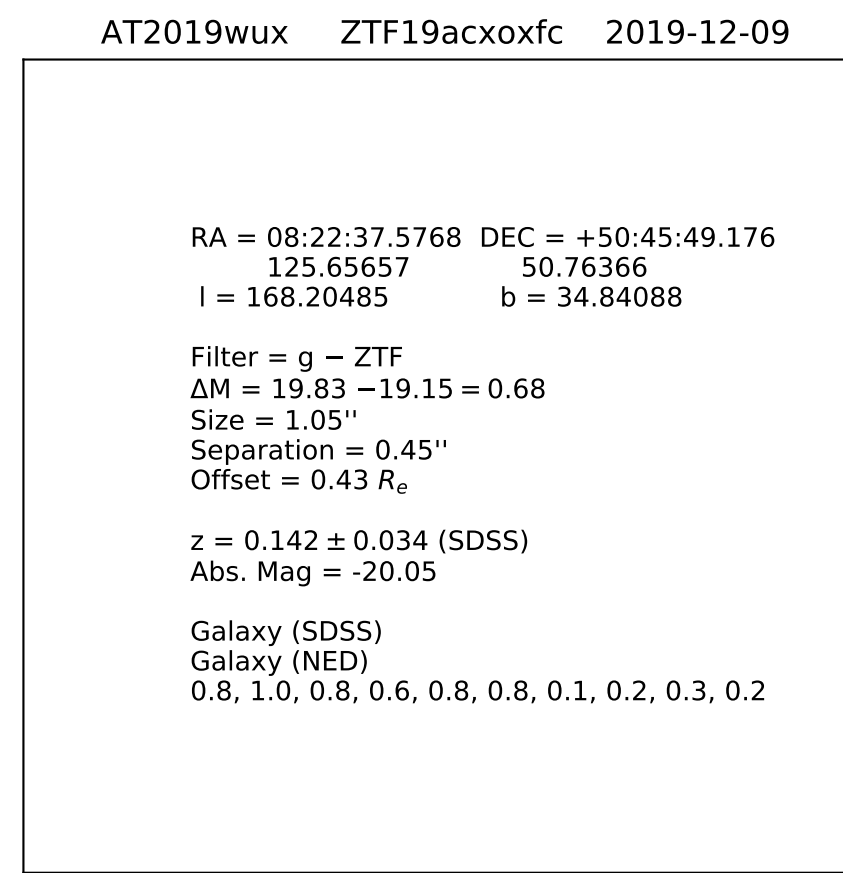 AT2019wux ZTF19acxoxfc 2019-12-09
RA = 08:22:37.5768 DEC = +50:45:49.176
125.65657 50.76366
l = 168.20485 b = 34.84088
Filter = g − ZTF
ΔM = 19.83 −19.15 = 0.68
Size = 1.05''
Separation = 0.45''
Offset = 0.43 Re
z = 0.142 ± 0.034 (SDSS)
Abs. Mag = -20.05
Galaxy (SDSS)
Galaxy (NED)
0.8, 1.0, 0.8, 0.6, 0.8, 0.8, 0.1, 0.2, 0.3, 0.2